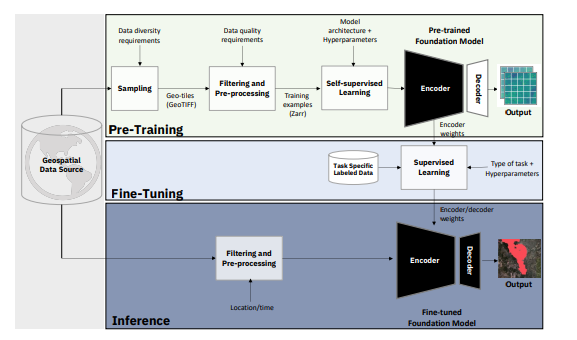 Data diversity
requirements
Data quality
requirements
Model
architecture +
Hyperparameters
Pre-trained
Foundation Model
Sampling
Geo-tiles
(GeoTIFF)
Filtering and
Pre-processing
Training
examples
(Zarr)
Self-supervised
Learning
Encoder
Decoder
Output
Pre-Training
Encoder
weights
Geospatial
Data Source
Task Specific
Labeled Data
Supervised
Learning
Type of task +
Hyperparameters
Fine-Tuning
Encoder/decoder
weights
Filtering and
Pre-processing
Encoder
Decoder
Output
Location/time
Fine-tuned
Foundation Model
Inference